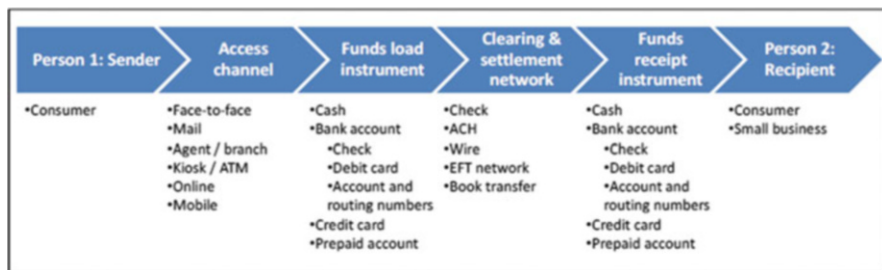 Person 1: Sender
Access
channel
Funds load
instrument
Clearing &
settlement
network
Funds
receipt
instrument
Person 2:
Recipient
•Consumer
•Face-to-face
•Mail
•Agent / branch
•Kiosk / ATM
•Online
•Mobile
•Cash
•Bank account
•Check
•Debit card
•Account and
routing numbers
•Credit card
•Prepaid account
•Check
•ACH
•Wire
•EFT network
•Book transfer
•Cash
•Bank account
•Check
•Debit card
•Account and
routing numbers
•Credit card
•Prepaid account
•Consumer
•Small business